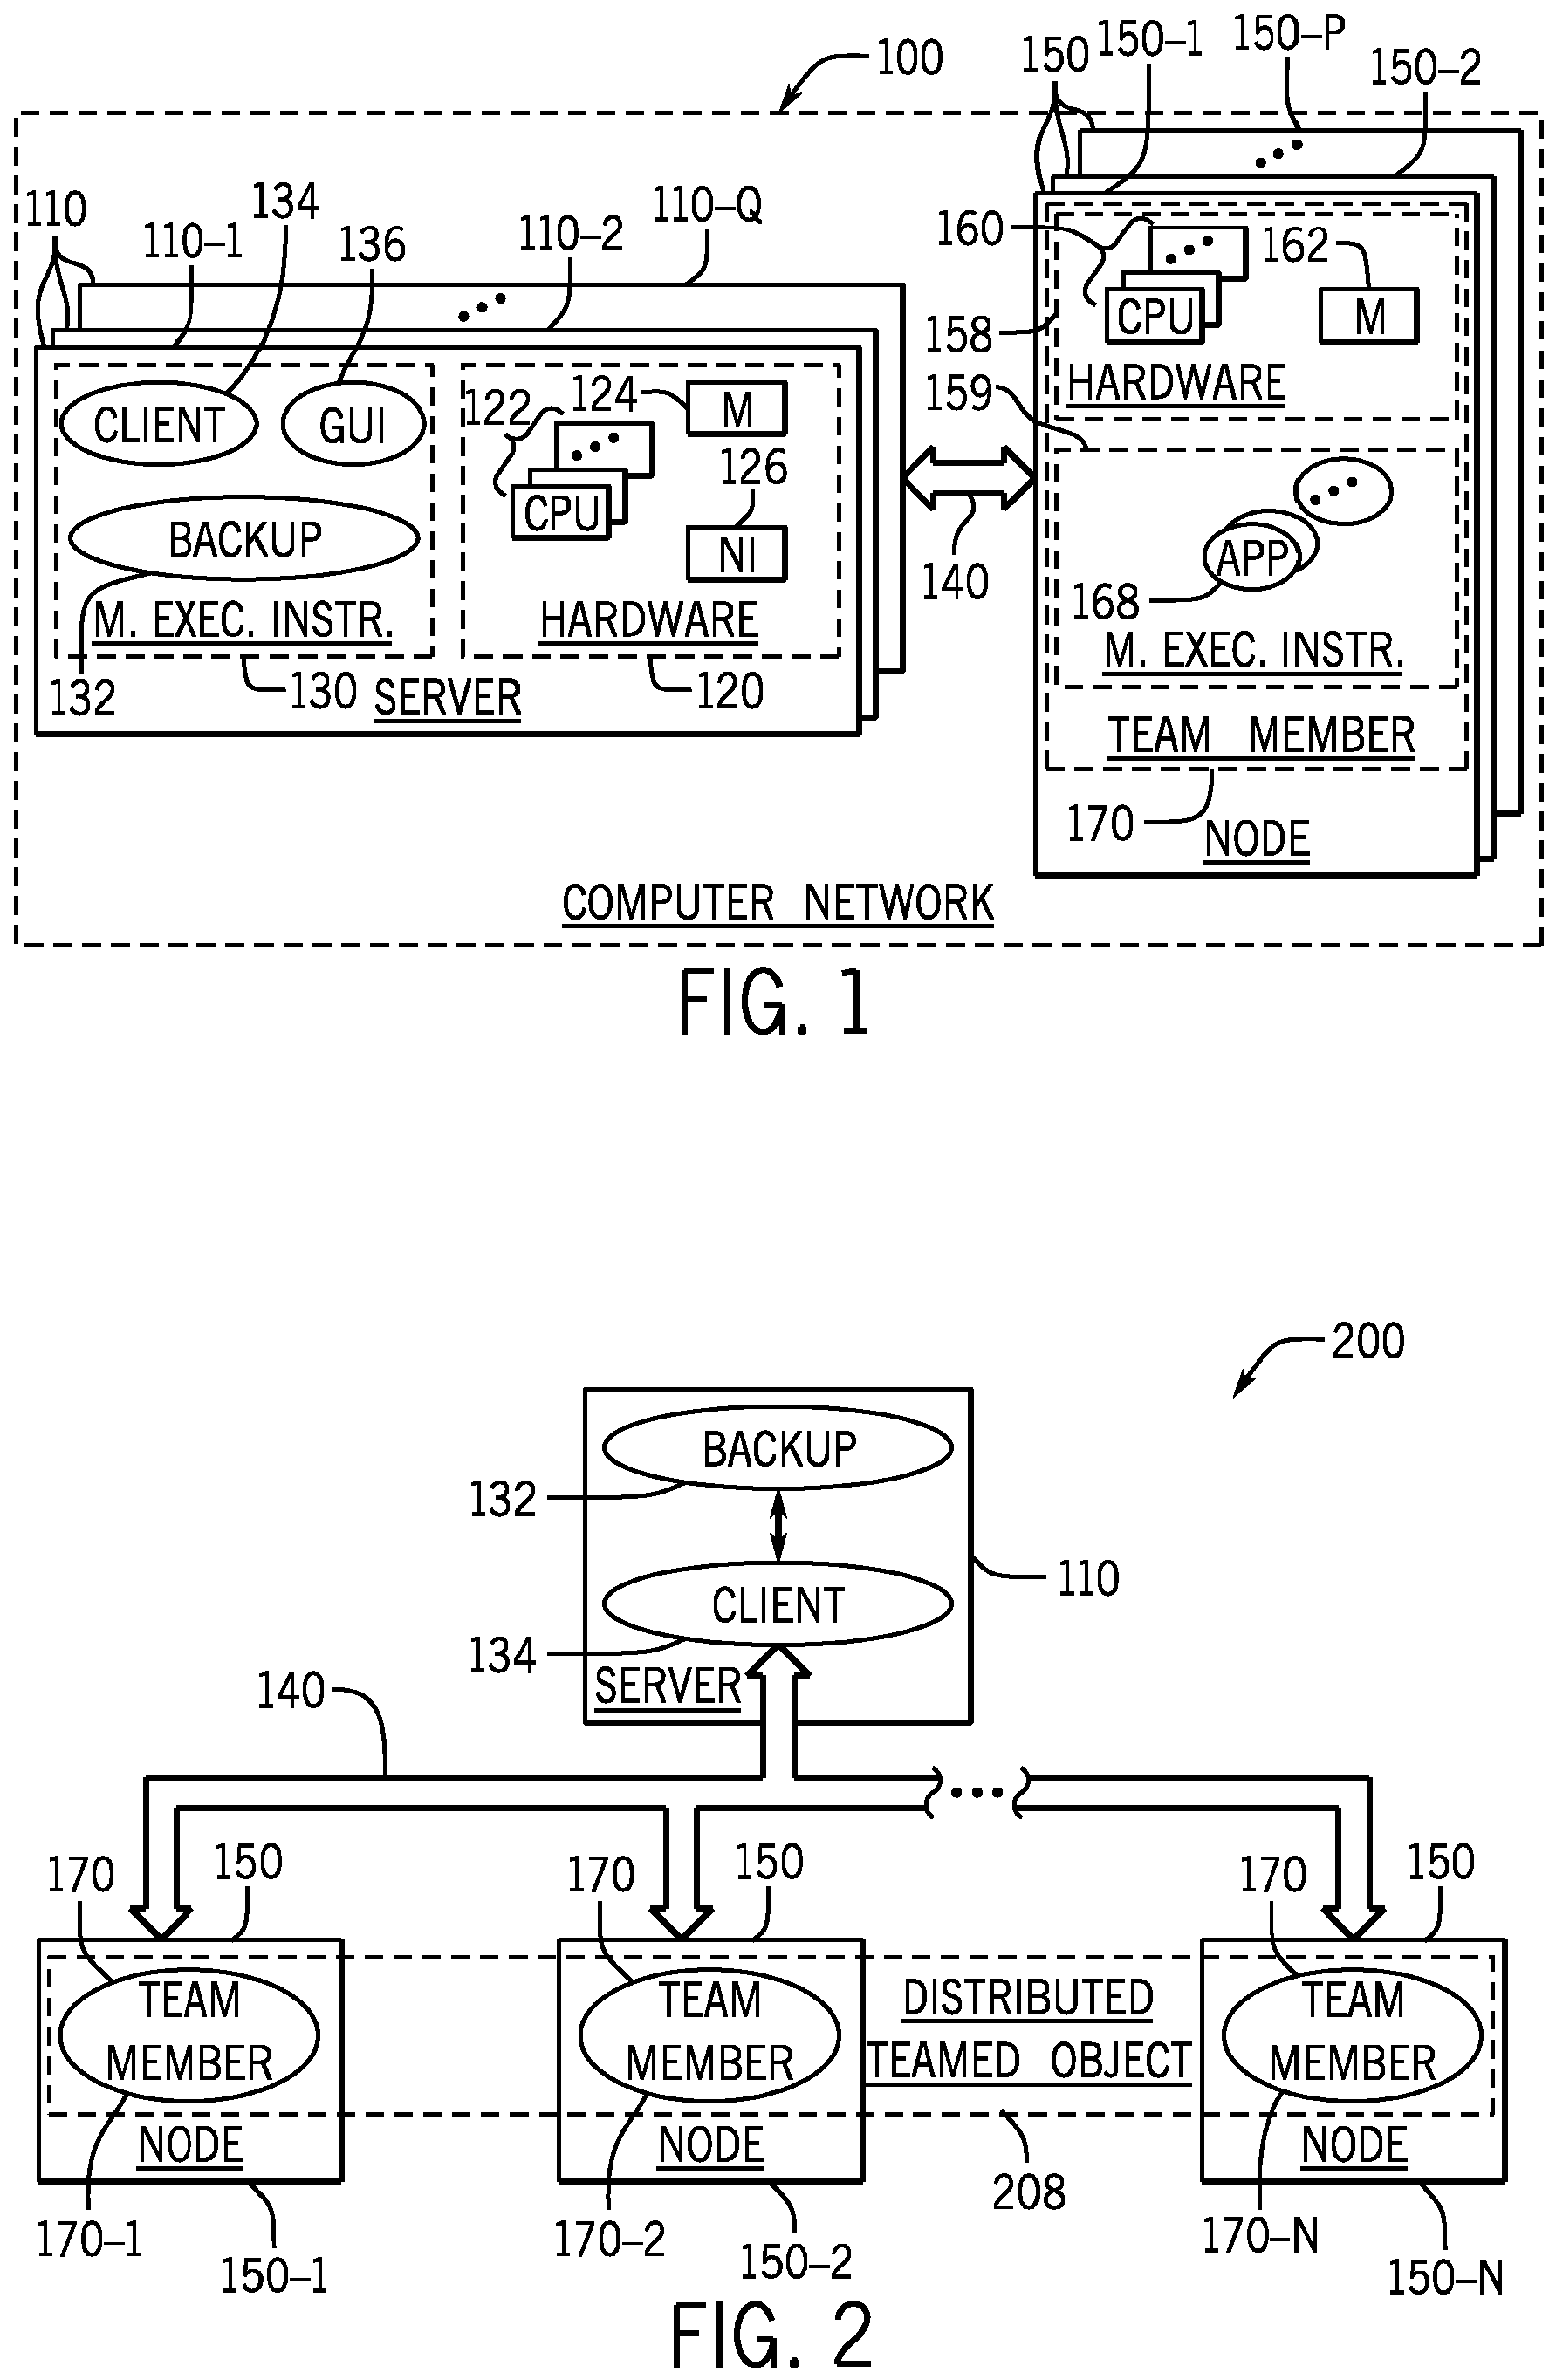 100
150
150–1
150–P
150–2
110
110–1
134
136
110–2
110–Q
160
162
CPU
M
158
HARDWARE
159
CLIENT
GUI
122
124
M
126
CPU
NI
BACKUP
140
APP
168
M. EXEC. INSTR.
HARDWARE
M. EXEC. INSTR.
132
130
SERVER
120
TEAM MEMBER
170
NODE
COMPUTER NETWORK
FIG. 1
200
BACKUP
132
110
CLIENT
134
SERVER
140
170
150
170
150
170
150
TEAM
MEMBER
TEAM
MEMBER
DISTRIBUTED
TEAMED OBJECT
TEAM
MEMBER
NODE
NODE
NODE
208
170–1
150–1
170–2
150–2
170–N
150–N
FIG. 2